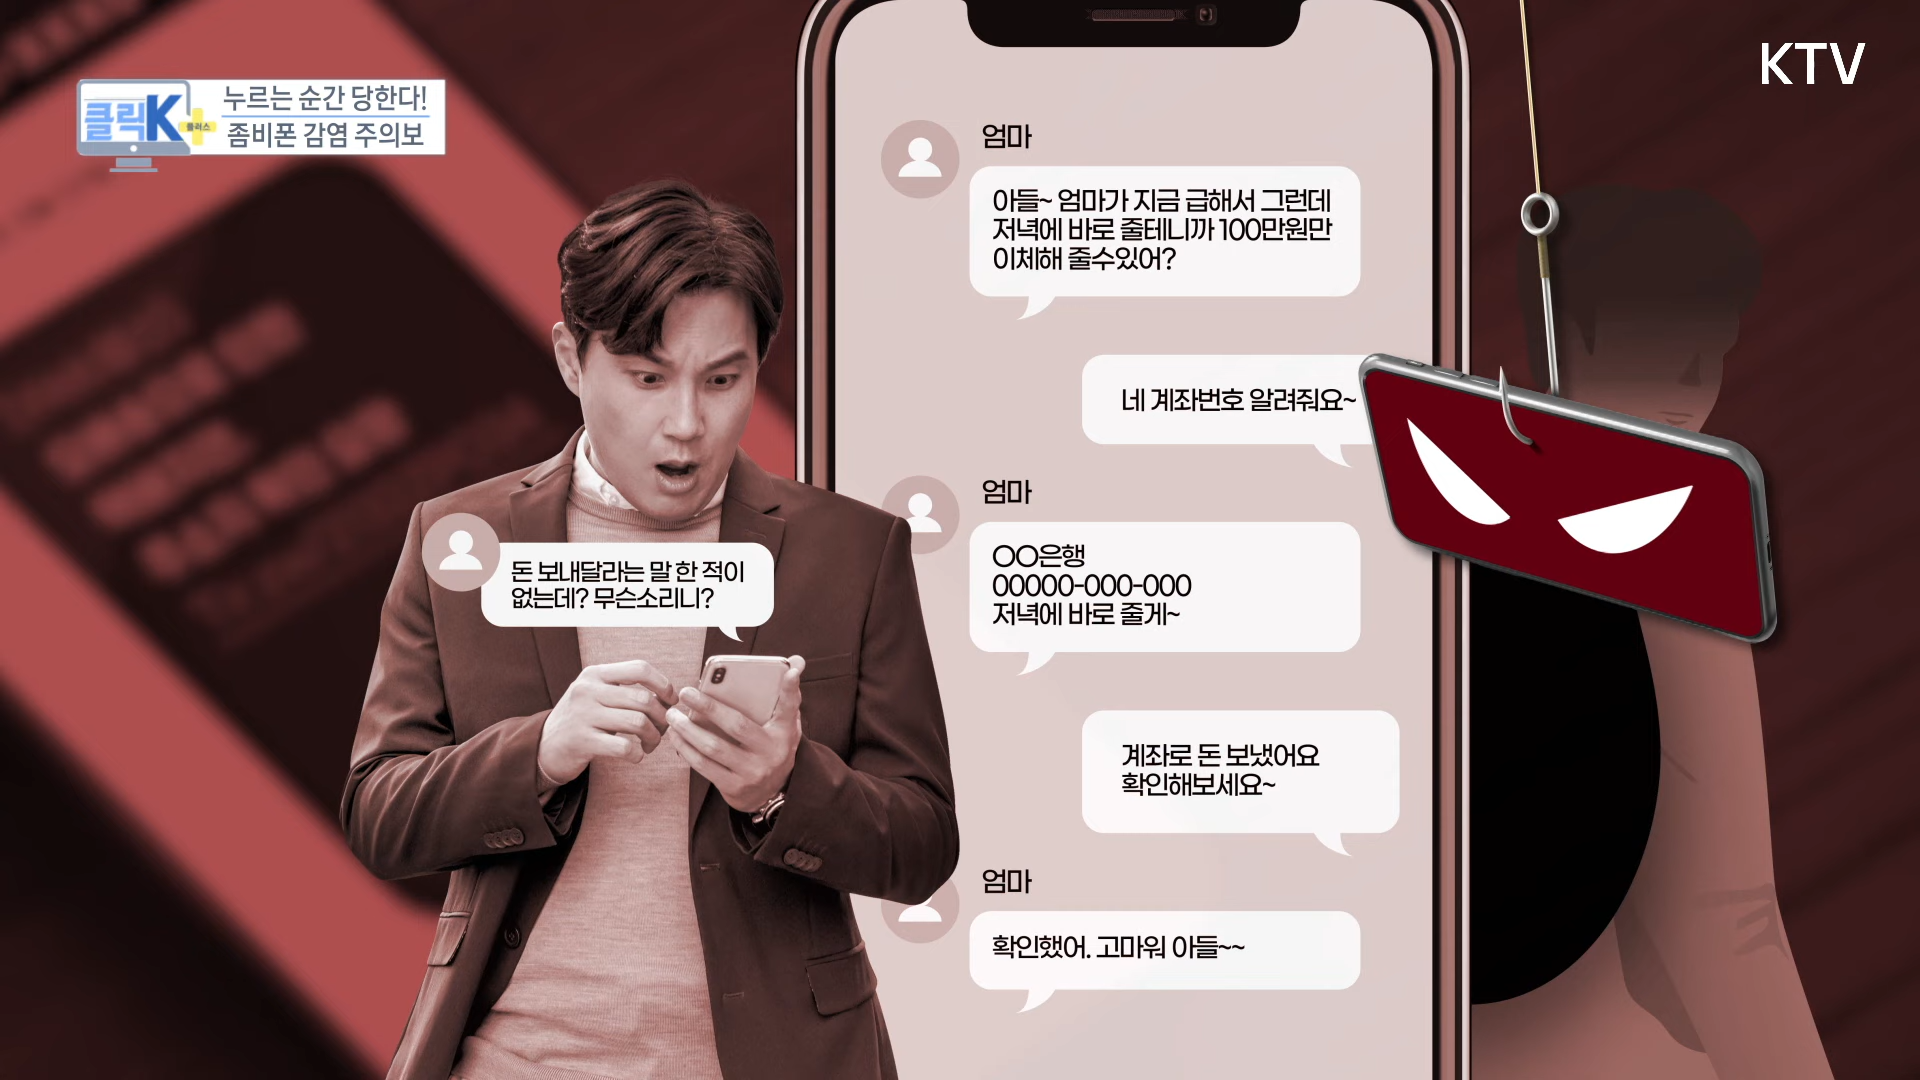 KTV
클릭K+
플러스
누르는 순간 당한다!
좀비폰 감염 주의보
엄마
아들~ 엄마가 지금 급해서 그런데
저녁에 바로 줄테니까 100만원만
이체해 줄수있어?
네 계좌번호 알려줘요~
엄마
○○은행
00000-000-000
저녁에 바로 줄게~
돈 보내달라는 말 한 적이
없는데? 무슨소리니?
계좌로 돈 보냈어요
확인해보세요~
엄마
확인했어. 고마워 아들~~